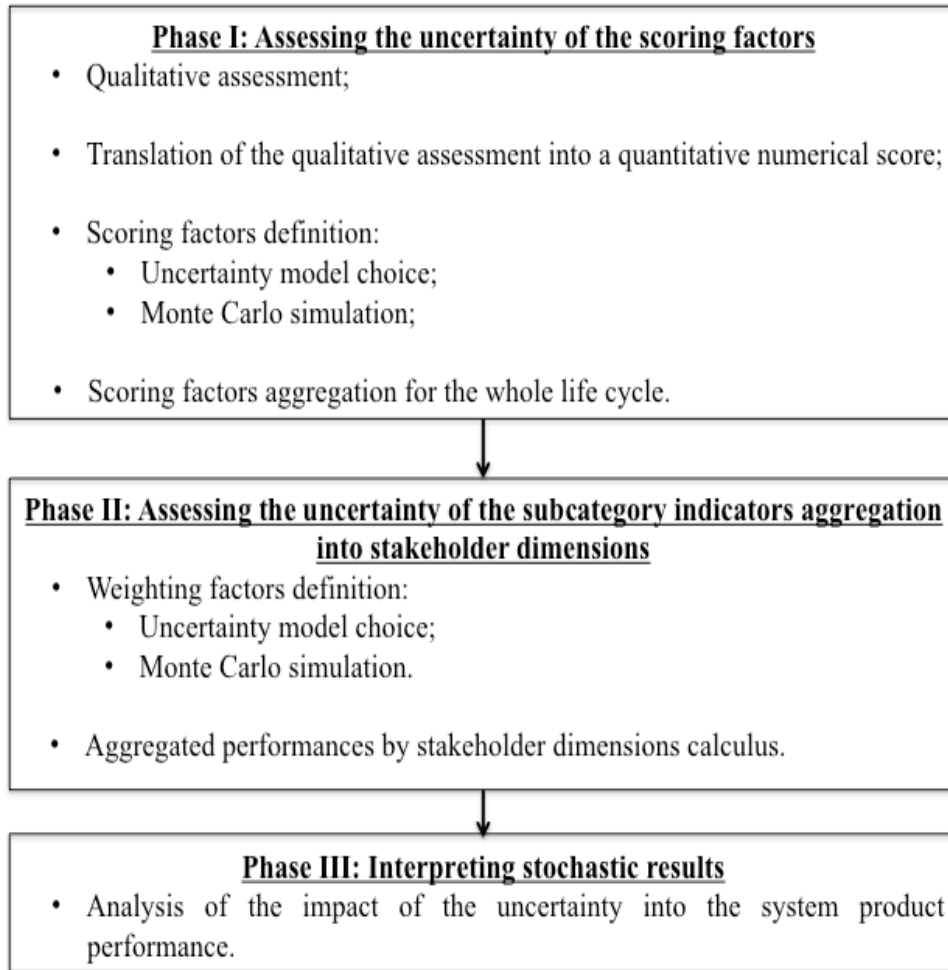 Phase I: Assessing the uncertainty of the scoring factors
• Qualitative assessment;
• Translation of the qualitative assessment into a quantitative numerical score;
• Scoring factors definition:
• Uncertainty model choice;
• Monte Carlo simulation;
• Scoring factors aggregation for the whole life cycle.
Phase II: Assessing the uncertainty of the subcategory indicators aggregation
into stakeholder dimensions
• Weighting factors definition:
• Uncertainty model choice;
• Monte Carlo simulation.
• Aggregated performances by stakeholder dimensions calculus.
Phase III: Interpreting stochastic results
• Analysis of the impact of the uncertainty into the system product
performance.